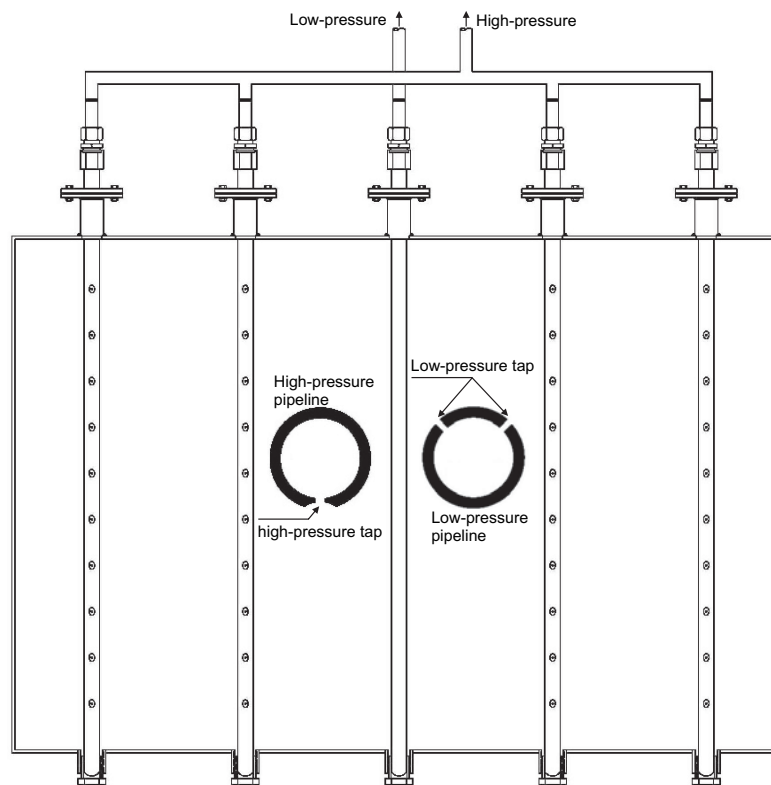 Low-pressure
High-pressure
High-pressure
pipeline
Low-pressure tap
high-pressure tap
Low-pressure
pipeline